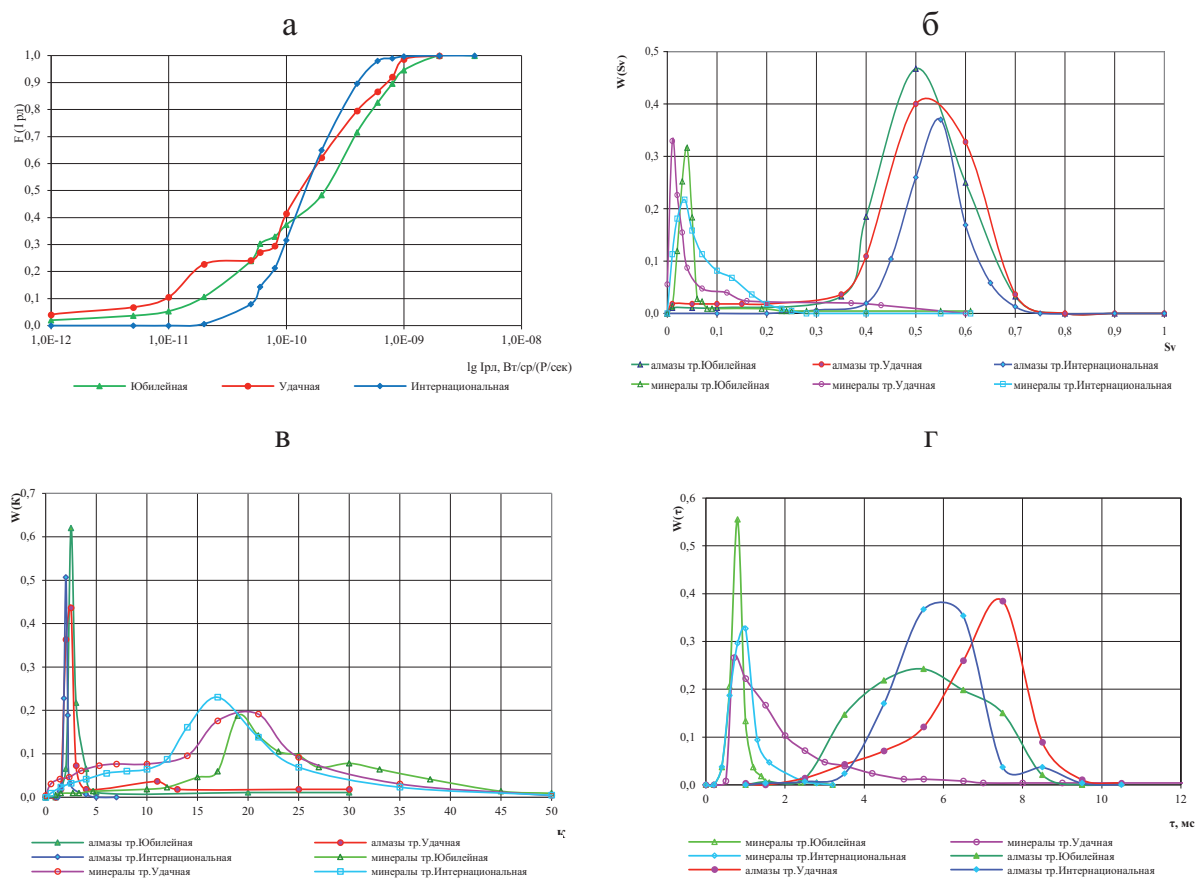 а
F (I рл)
1,0
0,9
0,8
0,7
0,6
0,5
0,4
0,3
0,2
0,1
0,0
1,0E-12 1,0E-11 1,0E-10 1,0E-09 1,0E-08
lg Iрл, Вт/ср/(Р/сек)
Юбилейная Удачная Интернациональная
б
W(Sv)
0,5
0,4
0,3
0,2
0,1
0,0
0 0,1 0,2 0,3 0,4 0,5 0,6 0,7 0,8 0,9 1
Sv
алмазы тр.Юбилейная алмазы тр.Удачная алмазы тр.Интернациональная
минералы тр.Юбилейная минералы тр.Удачная минералы тр.Интернациональная
в
W(К)
0,7
0,6
0,5
0,4
0,3
0,2
0,1
0,0
0 5 10 15 20 25 30 35 40 45 50
алмазы тр.Юбилейная алмазы тр.Удачная
алмазы тр.Интернациональная минералы тр.Юбилейная
минералы тр.Удачная минералы тр.Интернациональная
г
W(τ)
0,6
0,5
0,4
0,3
0,2
0,1
0,0
0 2 4 6 8 10 12
τ, мс
минералы тр.Юбилейная минералы тр.Удачная
минералы тр.Интернациональная алмазы тр.Юбилейная
алмазы тр.Удачная алмазы тр.Интернациональная